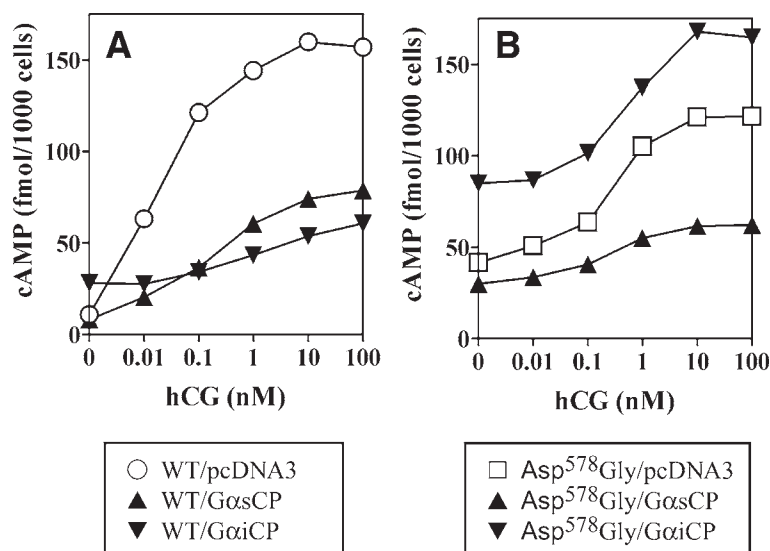 A
cAMP (fmol/1000 cells)
150
100
50
0
0 0.01 0.1 1 10 100
hCG (nM)
WT/pcDNA3
WT/GαsCP
WT/GαiCP
B
cAMP (fmol/1000 cells)
150
100
50
0
0 0.01 0.1 1 10 100
hCG (nM)
Asp⁵⁷⁸Gly/pcDNA3
Asp⁵⁷⁸Gly/GαsCP
Asp⁵⁷⁸Gly/GαiCP